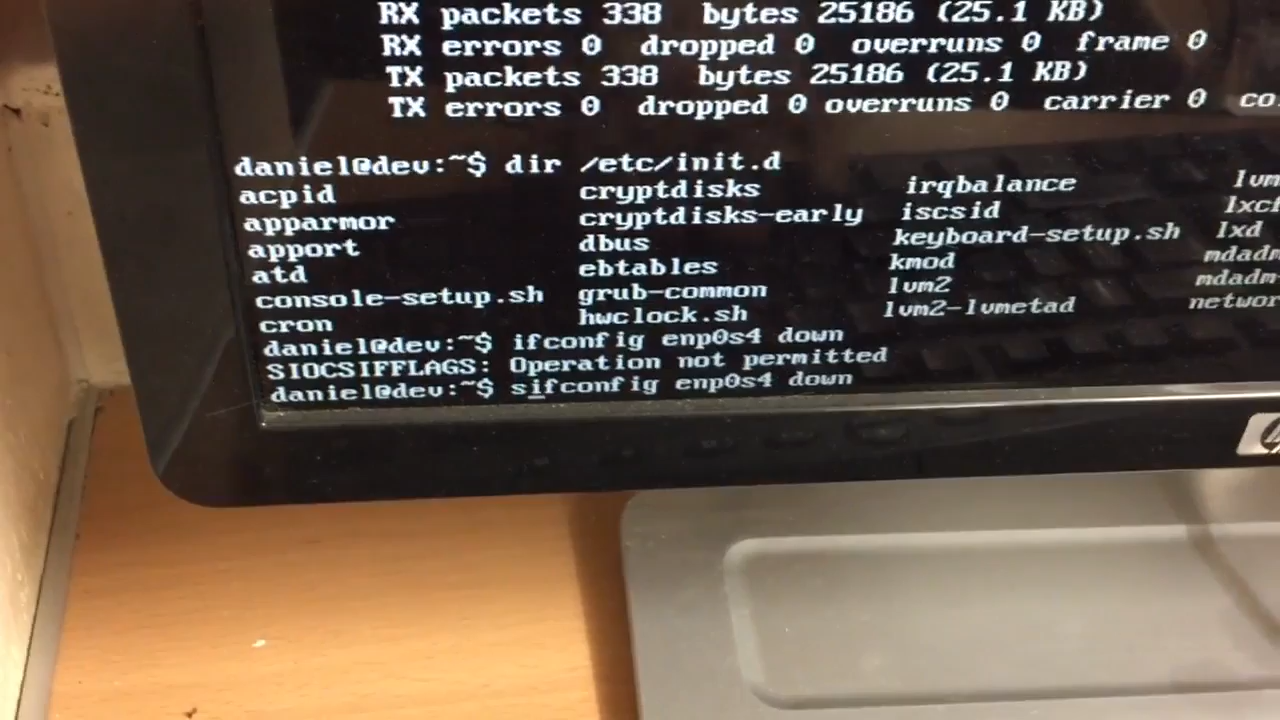 RX packets 338 bytes 25186 (25.1 KB)
RX errors 0 dropped 0 overruns 0 frame 0
TX packets 338 bytes 25186 (25.1 KB)
TX errors 0 dropped 0 overruns 0 carrier 0
daniel@dev:~$ dir /etc/init.d
acpid cryptdisks irqbalance
apparmor cryptdisks-early iscsid
apport dbus keyboard-setup.sh lxd
atd ebtables kmod
console-setup.sh grub-common lvm2
cron hwclock.sh lvm2-lvmetad
daniel@dev:~$ ifconfig enp0s4 down
SIOCSIFFLAGS: Operation not permitted
daniel@dev:~$ sifconfig enp0s4 down